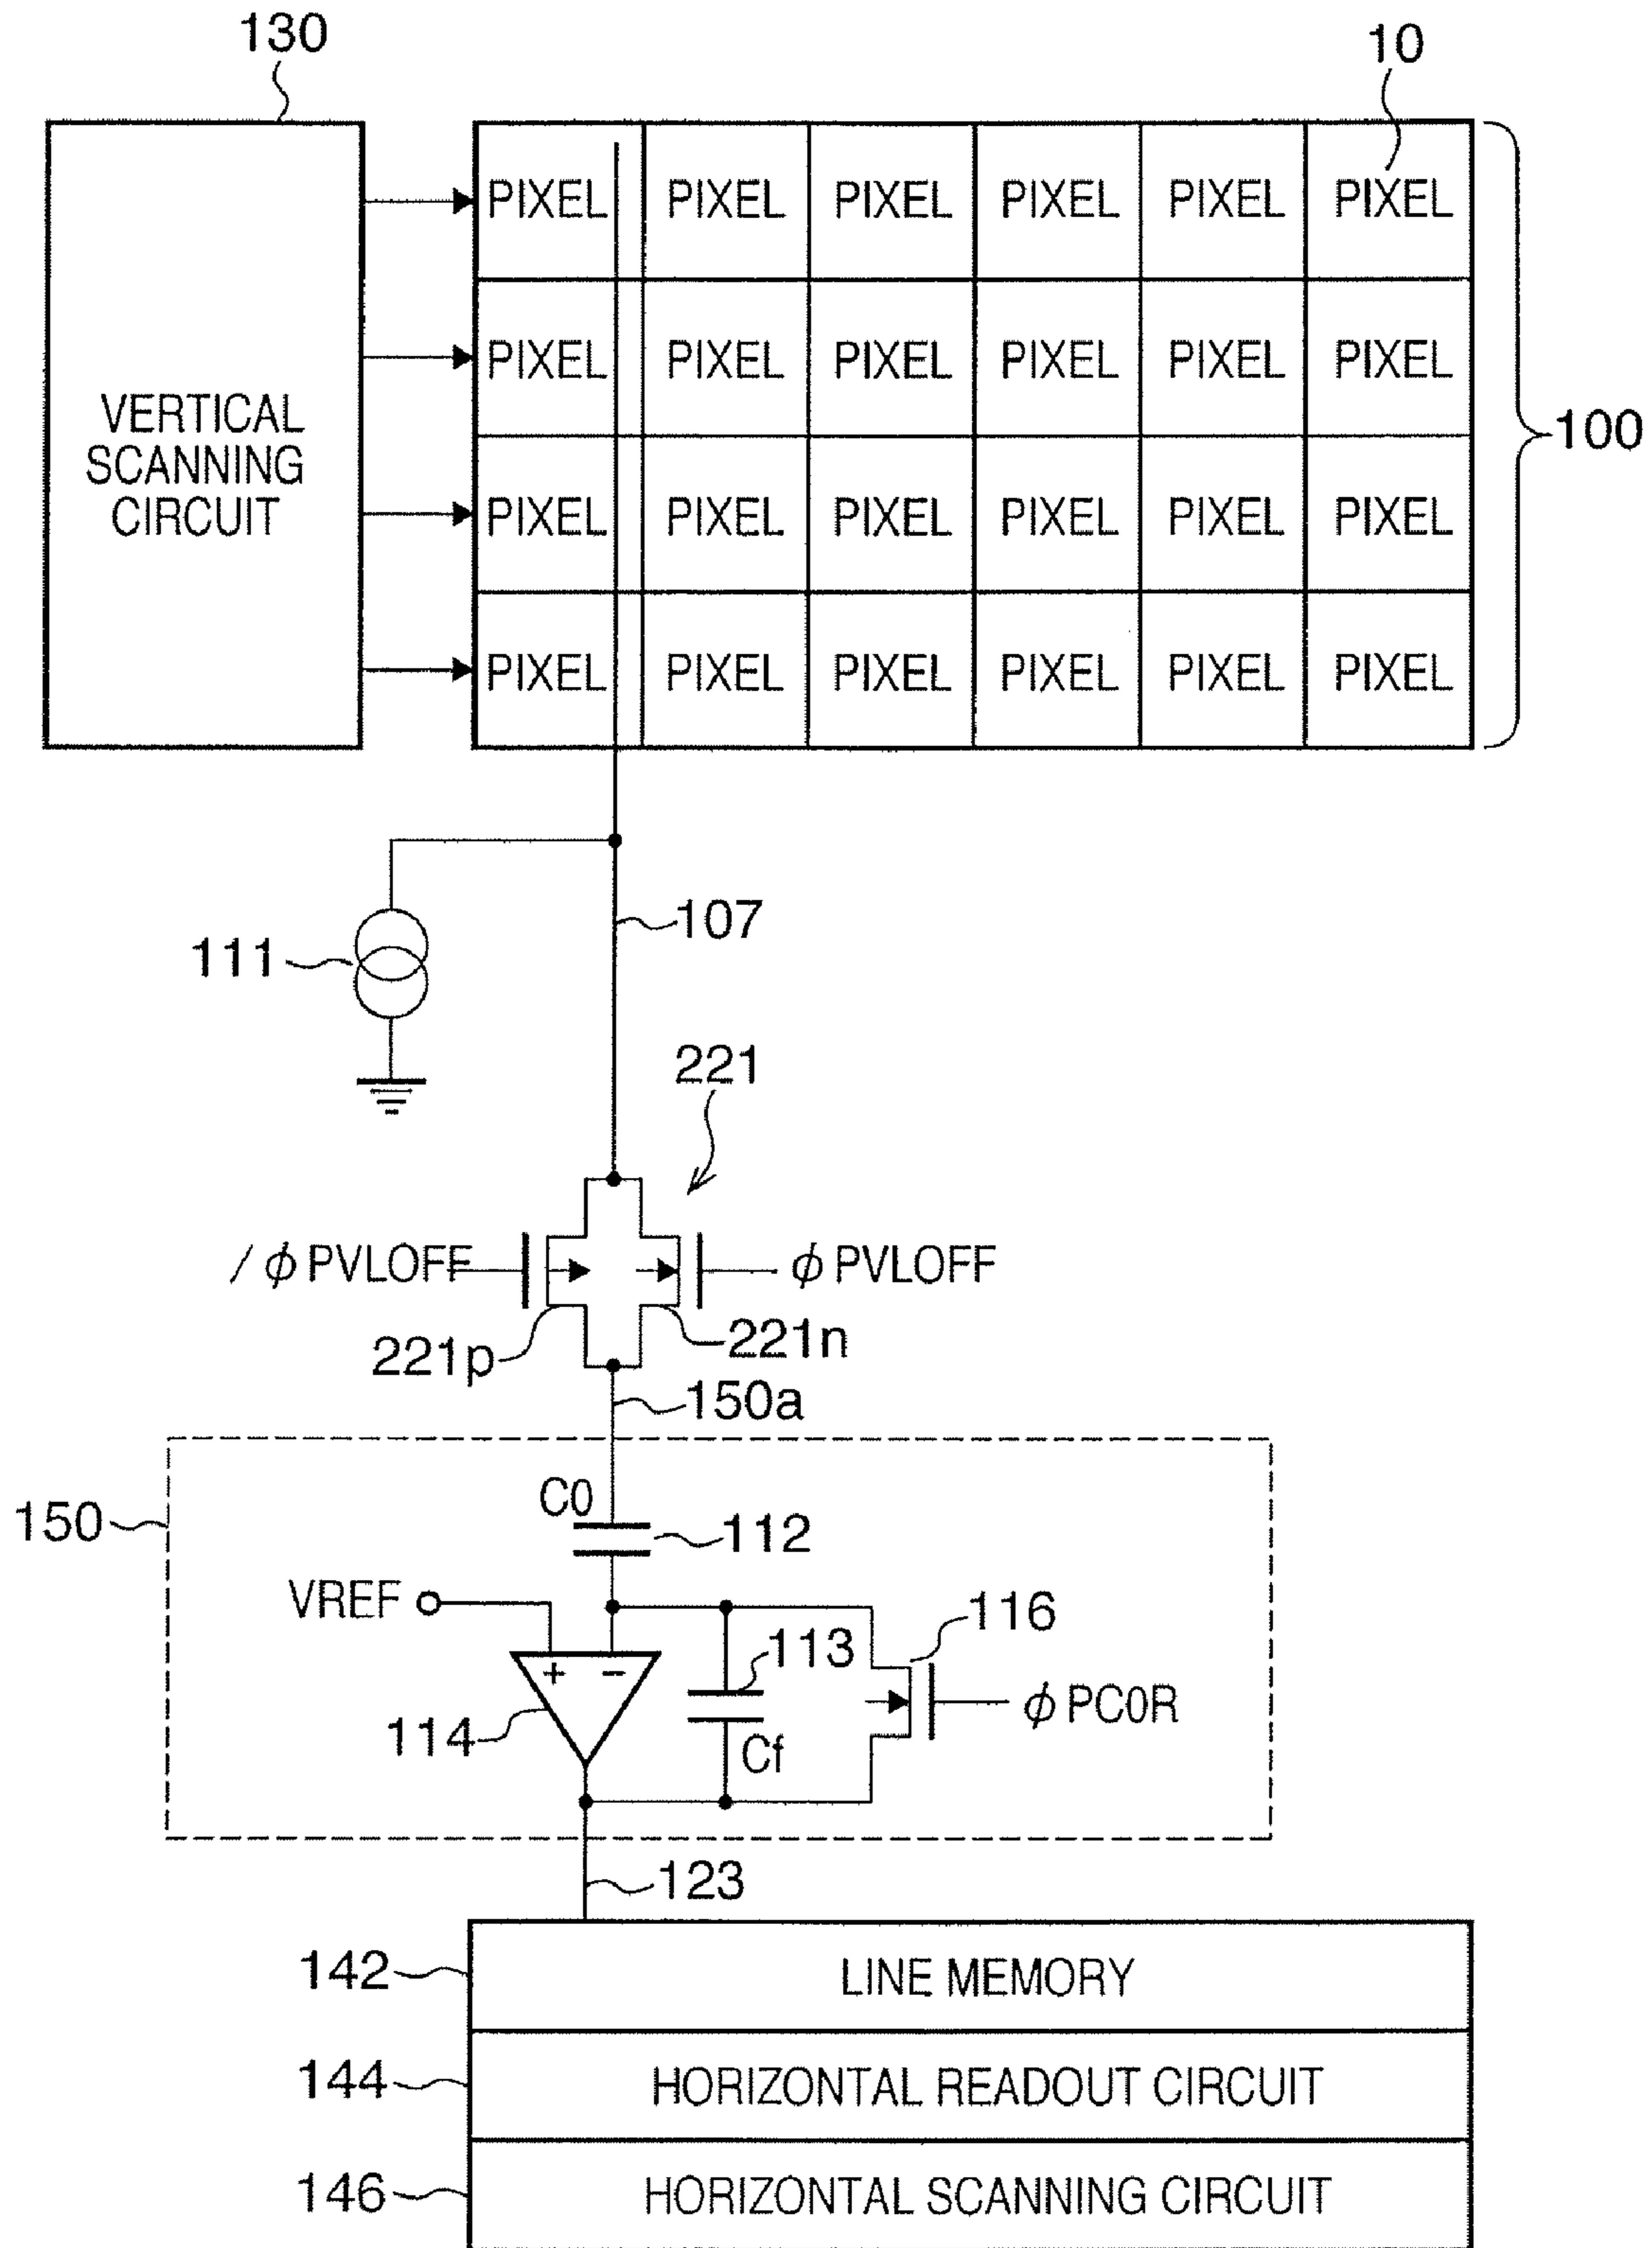 130
10
PIXEL PIXEL PIXEL PIXEL PIXEL PIXEL
PIXEL PIXEL PIXEL PIXEL PIXEL PIXEL
VERTICAL
SCANNING
CIRCUIT
100
PIXEL PIXEL PIXEL PIXEL PIXEL PIXEL
PIXEL PIXEL PIXEL PIXEL PIXEL PIXEL
107
111
221
/ϕPVLOFF
ϕPVLOFF
221p
221n
150a
150
C0
112
VREF
116
+ −
113
ϕPC0R
114
Cf
123
142
LINE MEMORY
144
HORIZONTAL READOUT CIRCUIT
146
HORIZONTAL SCANNING CIRCUIT